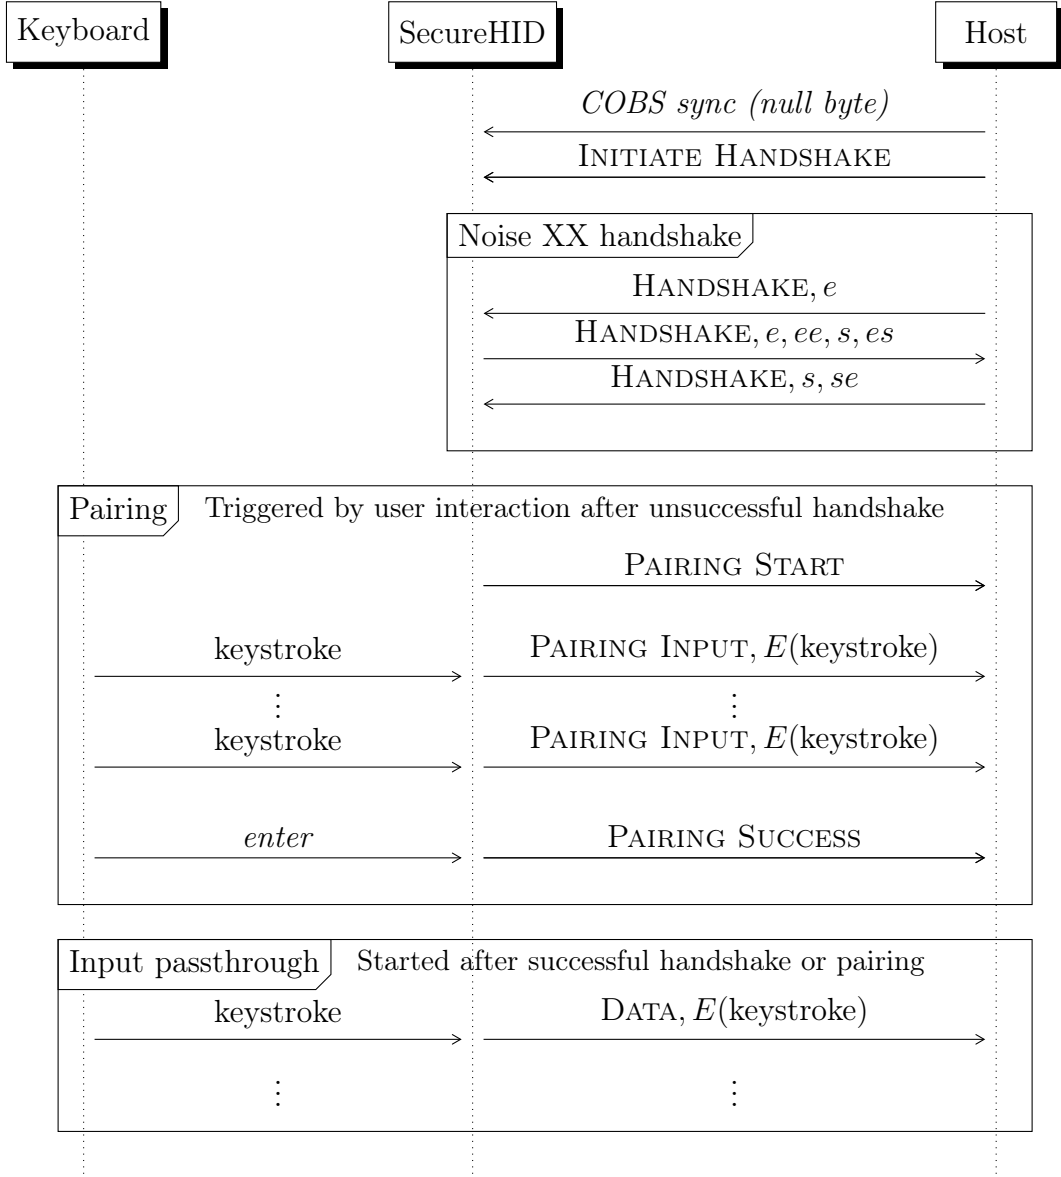 Keyboard SecureHID Host
COBS sync (null byte)
INITIATE HANDSHAKE
Noise XX handshake
HANDSHAKE, e
HANDSHAKE, e, ee, s, es
HANDSHAKE, s, se
Pairing Triggered by user interaction after unsuccessful handshake
PAIRING START
keystroke PAIRING INPUT, E(keystroke)
⋮ ⋮
keystroke PAIRING INPUT, E(keystroke)
enter PAIRING SUCCESS
Input passthrough Started after successful handshake or pairing
keystroke DATA, E(keystroke)
⋮ ⋮